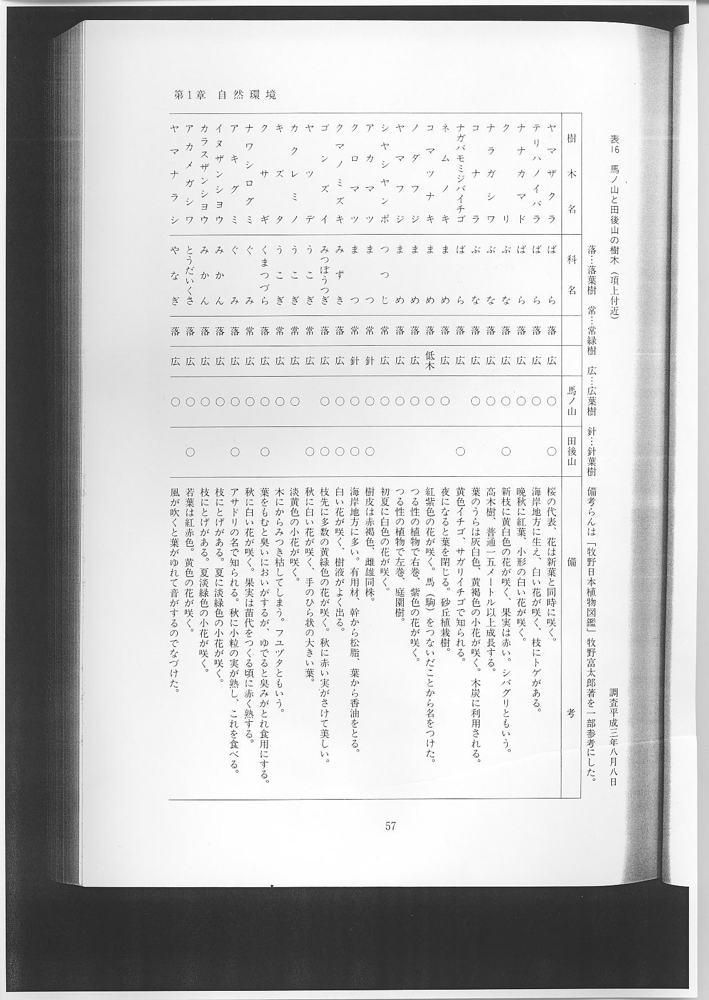 第1章 自然環境
表16 馬ノ山と田後山の樹木(頂上付近) 調査平成三年八月八日
落…落葉樹 常…常緑樹 広…広葉樹 針…針葉樹 備考らんは「牧野日本植物図鑑」牧野富太郎著を一部参考にした。
樹木名 科名 馬ノ山 田後山 備考
ヤマザクラ ばら 落 広 ○ ○ 桜の代表、花は新葉と同時に咲く。
テリハノイバラ ばら 落 広 ○ 海岸地方に生え、白い花が咲く、枝にトゲがある。
ナナカマド ばら 落 広 ○ 晩秋に紅葉、小形の白い花が咲く。
クリ ぶな 落 広 ○ ○ 新枝に黄白色の花が咲く、果実は赤い。シバグリともいう。
ナラガシワ ぶな 落 広 ○ 高木樹、普通一五メートル以上成長する。
コナラ ぶな 落 広 ○ 葉のうらは灰白色、黄褐色の小花が咲く。木炭に利用される。
ナガバモミジバイチゴ ばら 落 広 ○ 黄色イチゴ、サガリイチゴで知られる。
ネムノキ まめ 落 広 ○ 夜になると葉を閉じる。砂丘植栽樹。
コマツナキ まめ 落 低木 ○ 紅紫色の花が咲く。馬(駒)をつないだことから名をつけた。
ノダフジ まめ 落 広 ○ つる性の植物で右巻、紫色の花が咲く。
ヤマフジ まめ 落 広 ○ つる性の植物で左巻、庭園樹。
シヤシヤンポ つつじ 常 広 ○ 初夏に白色の花が咲く。
アカマツ まつ 常 針 ○ ○ 樹皮は赤褐色、雌雄同株。
クロマツ まつ 常 針 ○ ○ 海岸地方に多い。有用材、幹から松脂、葉から香油をとる。
クマノミズキ みずき 落 広 ○ ○ 白い花が咲く、樹液がよく出る。
ゴンズイ みつぼうつぎ 落 広 ○ ○ 枝先に多数の黄緑色の花が咲く。秋に赤い実がさけて美しい。
ヤツデ うこぎ 常 広 ○ 秋に白い花が咲く、手のひら状の大きい葉。
カクレミノ うこぎ 常 広 ○ 淡黄色の小花が咲く。
キズタ うこぎ 常 広 ○ 木にからみつき枯してしまう。フユヅタともいう。
クサギ くまつづら 落 広 ○ ○ 葉をもむと臭いにおいがするが、ゆでると臭みがとれ食用にする。
ナワシログミ ぐみ 常 広 ○ 秋に白い花が咲く。果実は苗代をつくる頃に赤く熟する。
アキグミ ぐみ 落 広 ○ ○ アサドリの名で知られる。秋に小粒の実が熟し、これを食べる。
イヌザンシヨウ みかん 落 広 ○ 枝にとげがある。夏に淡緑色の小花が咲く。
カラスザンシヨウ みかん 落 広 ○ 枝にとげがある。夏淡緑色の小花が咲く。
アカメガシワ とうだいくさ 落 広 ○ ○ 若葉は紅赤色。黄色の花が咲く。
ヤマナラシ やなぎ 落 広 ○ 風が吹くと葉がゆれて音がするのでなづけた。
57